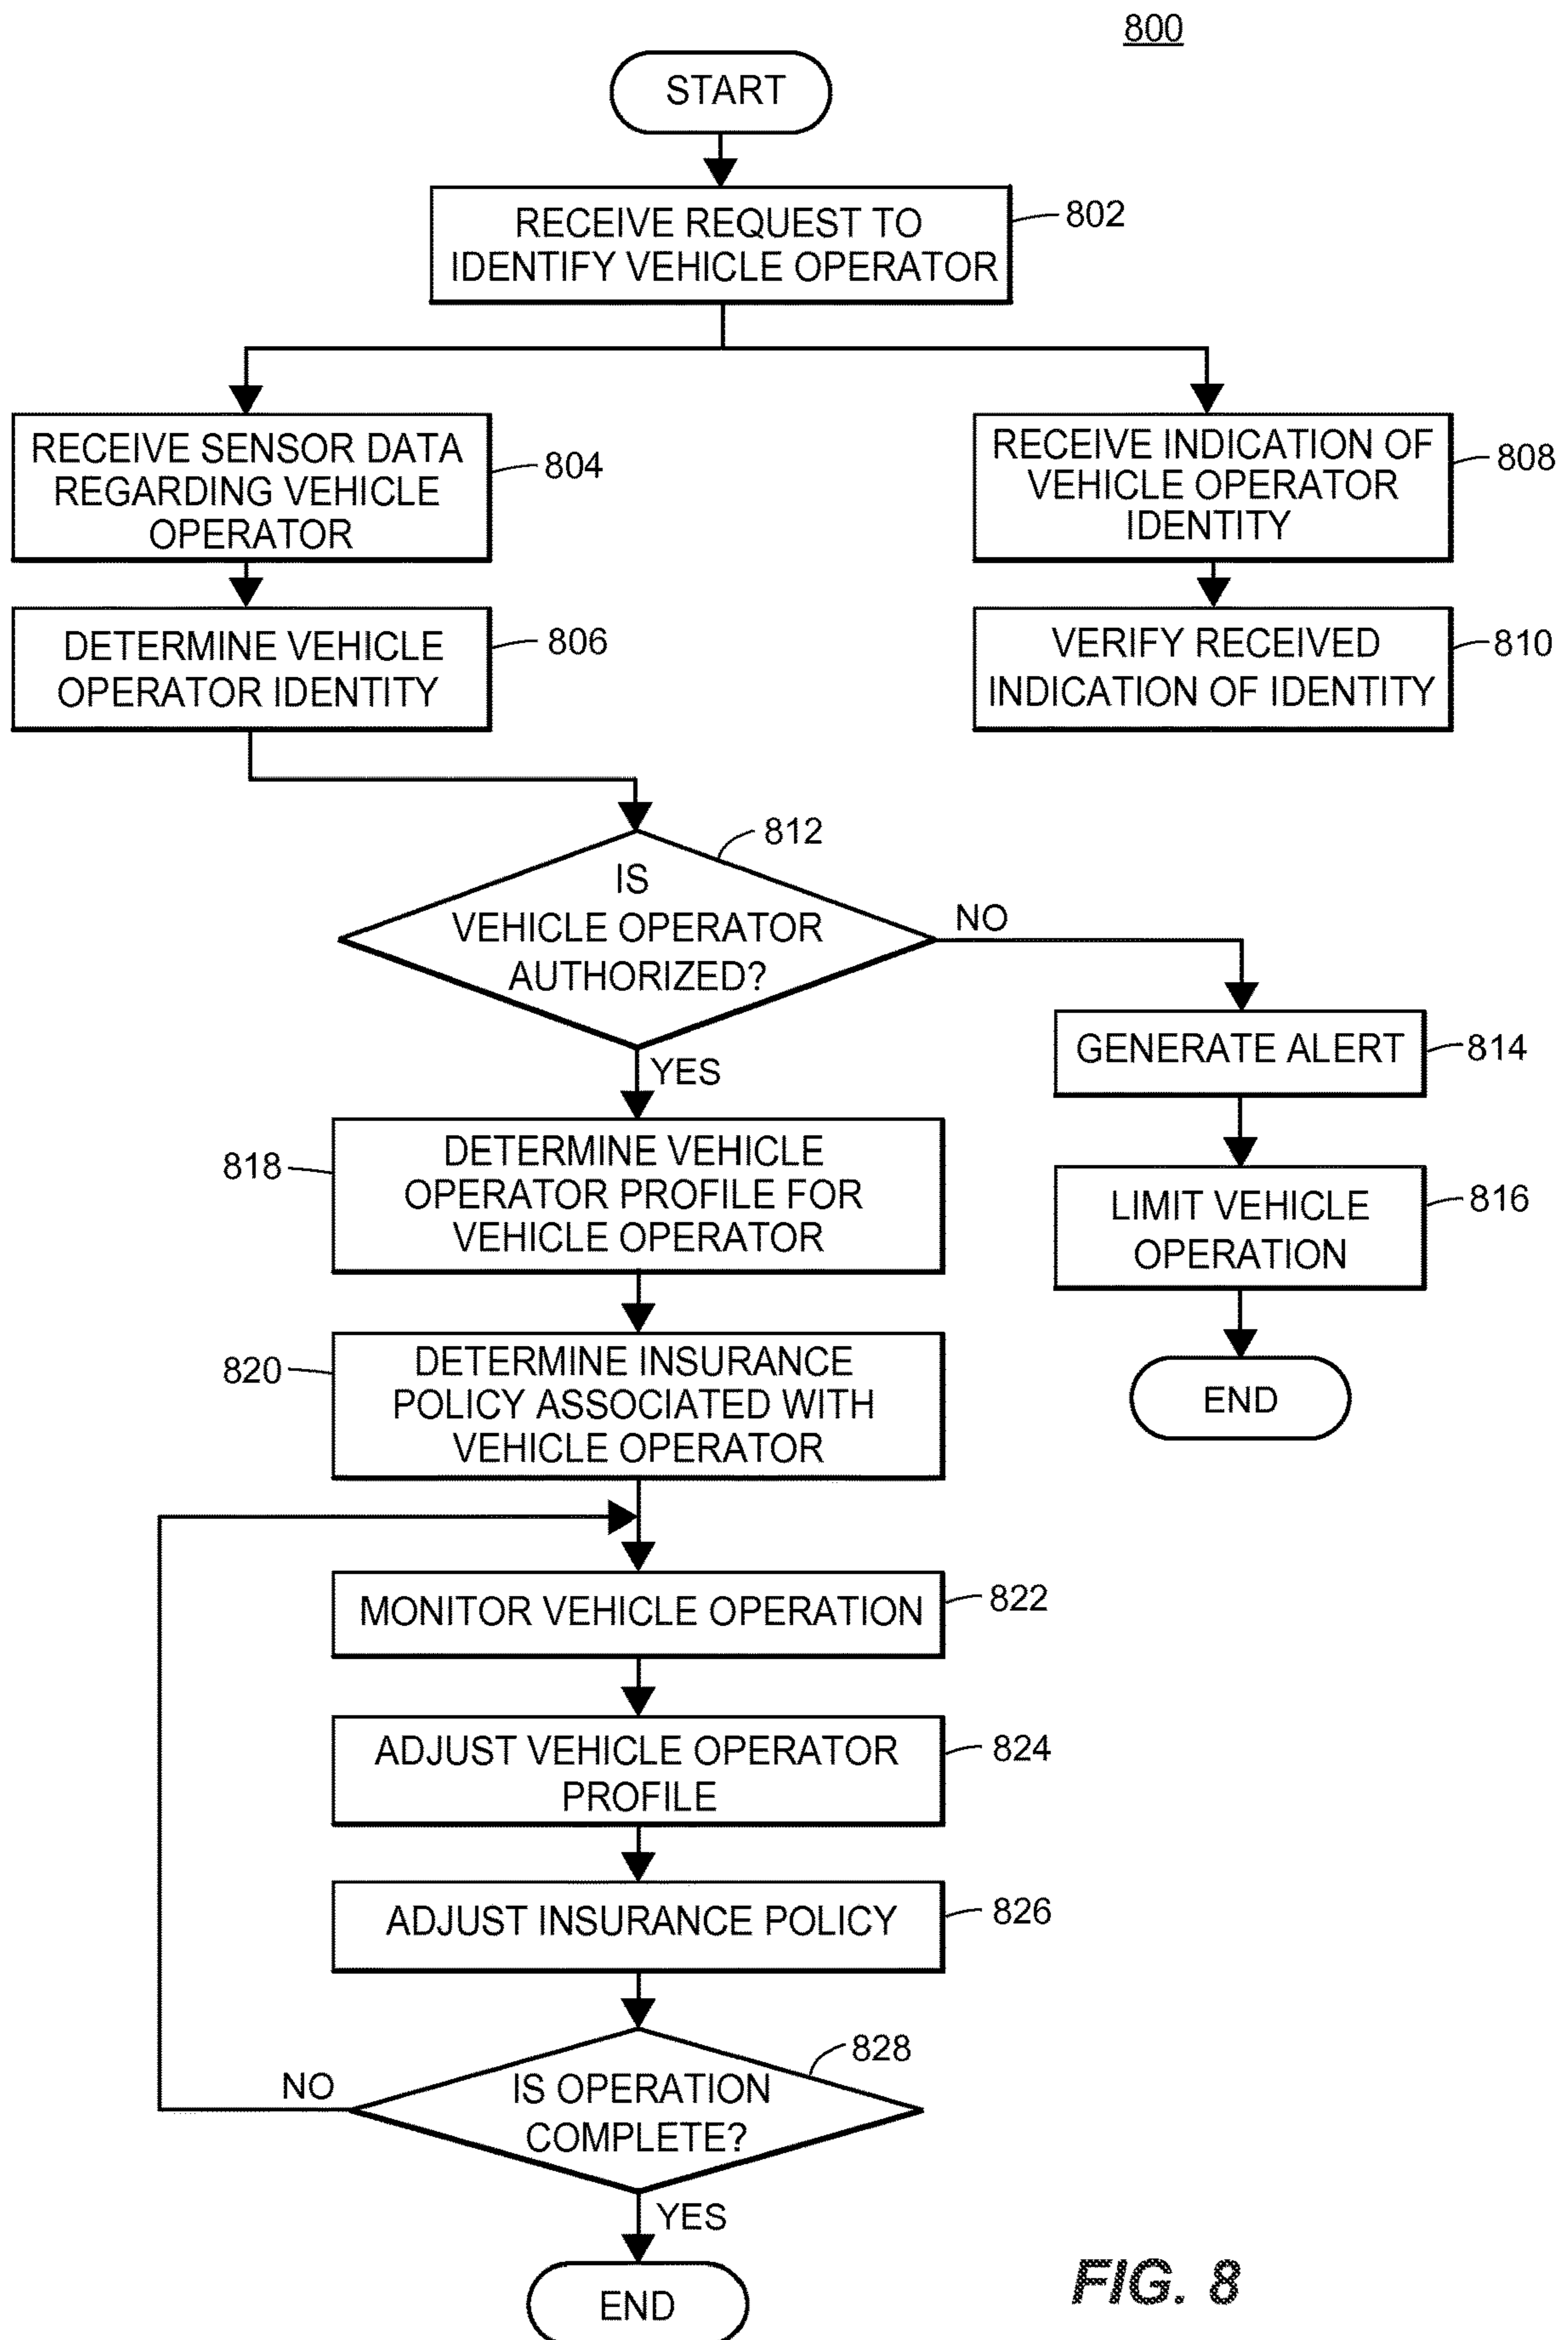 800
START
RECEIVE REQUEST TO
IDENTIFY VEHICLE OPERATOR
802
RECEIVE SENSOR DATA
REGARDING VEHICLE
OPERATOR
804
RECEIVE INDICATION OF
VEHICLE OPERATOR
IDENTITY
808
DETERMINE VEHICLE
OPERATOR IDENTITY
806
VERIFY RECEIVED
INDICATION OF IDENTITY
810
812
IS
VEHICLE OPERATOR
AUTHORIZED?
NO
YES
GENERATE ALERT
814
818
DETERMINE VEHICLE
OPERATOR PROFILE FOR
VEHICLE OPERATOR
LIMIT VEHICLE
OPERATION
816
820
DETERMINE INSURANCE
POLICY ASSOCIATED WITH
VEHICLE OPERATOR
END
MONITOR VEHICLE OPERATION
822
ADJUST VEHICLE OPERATOR
PROFILE
824
ADJUST INSURANCE POLICY
826
828
IS OPERATION
COMPLETE?
NO
YES
END
FIG. 8